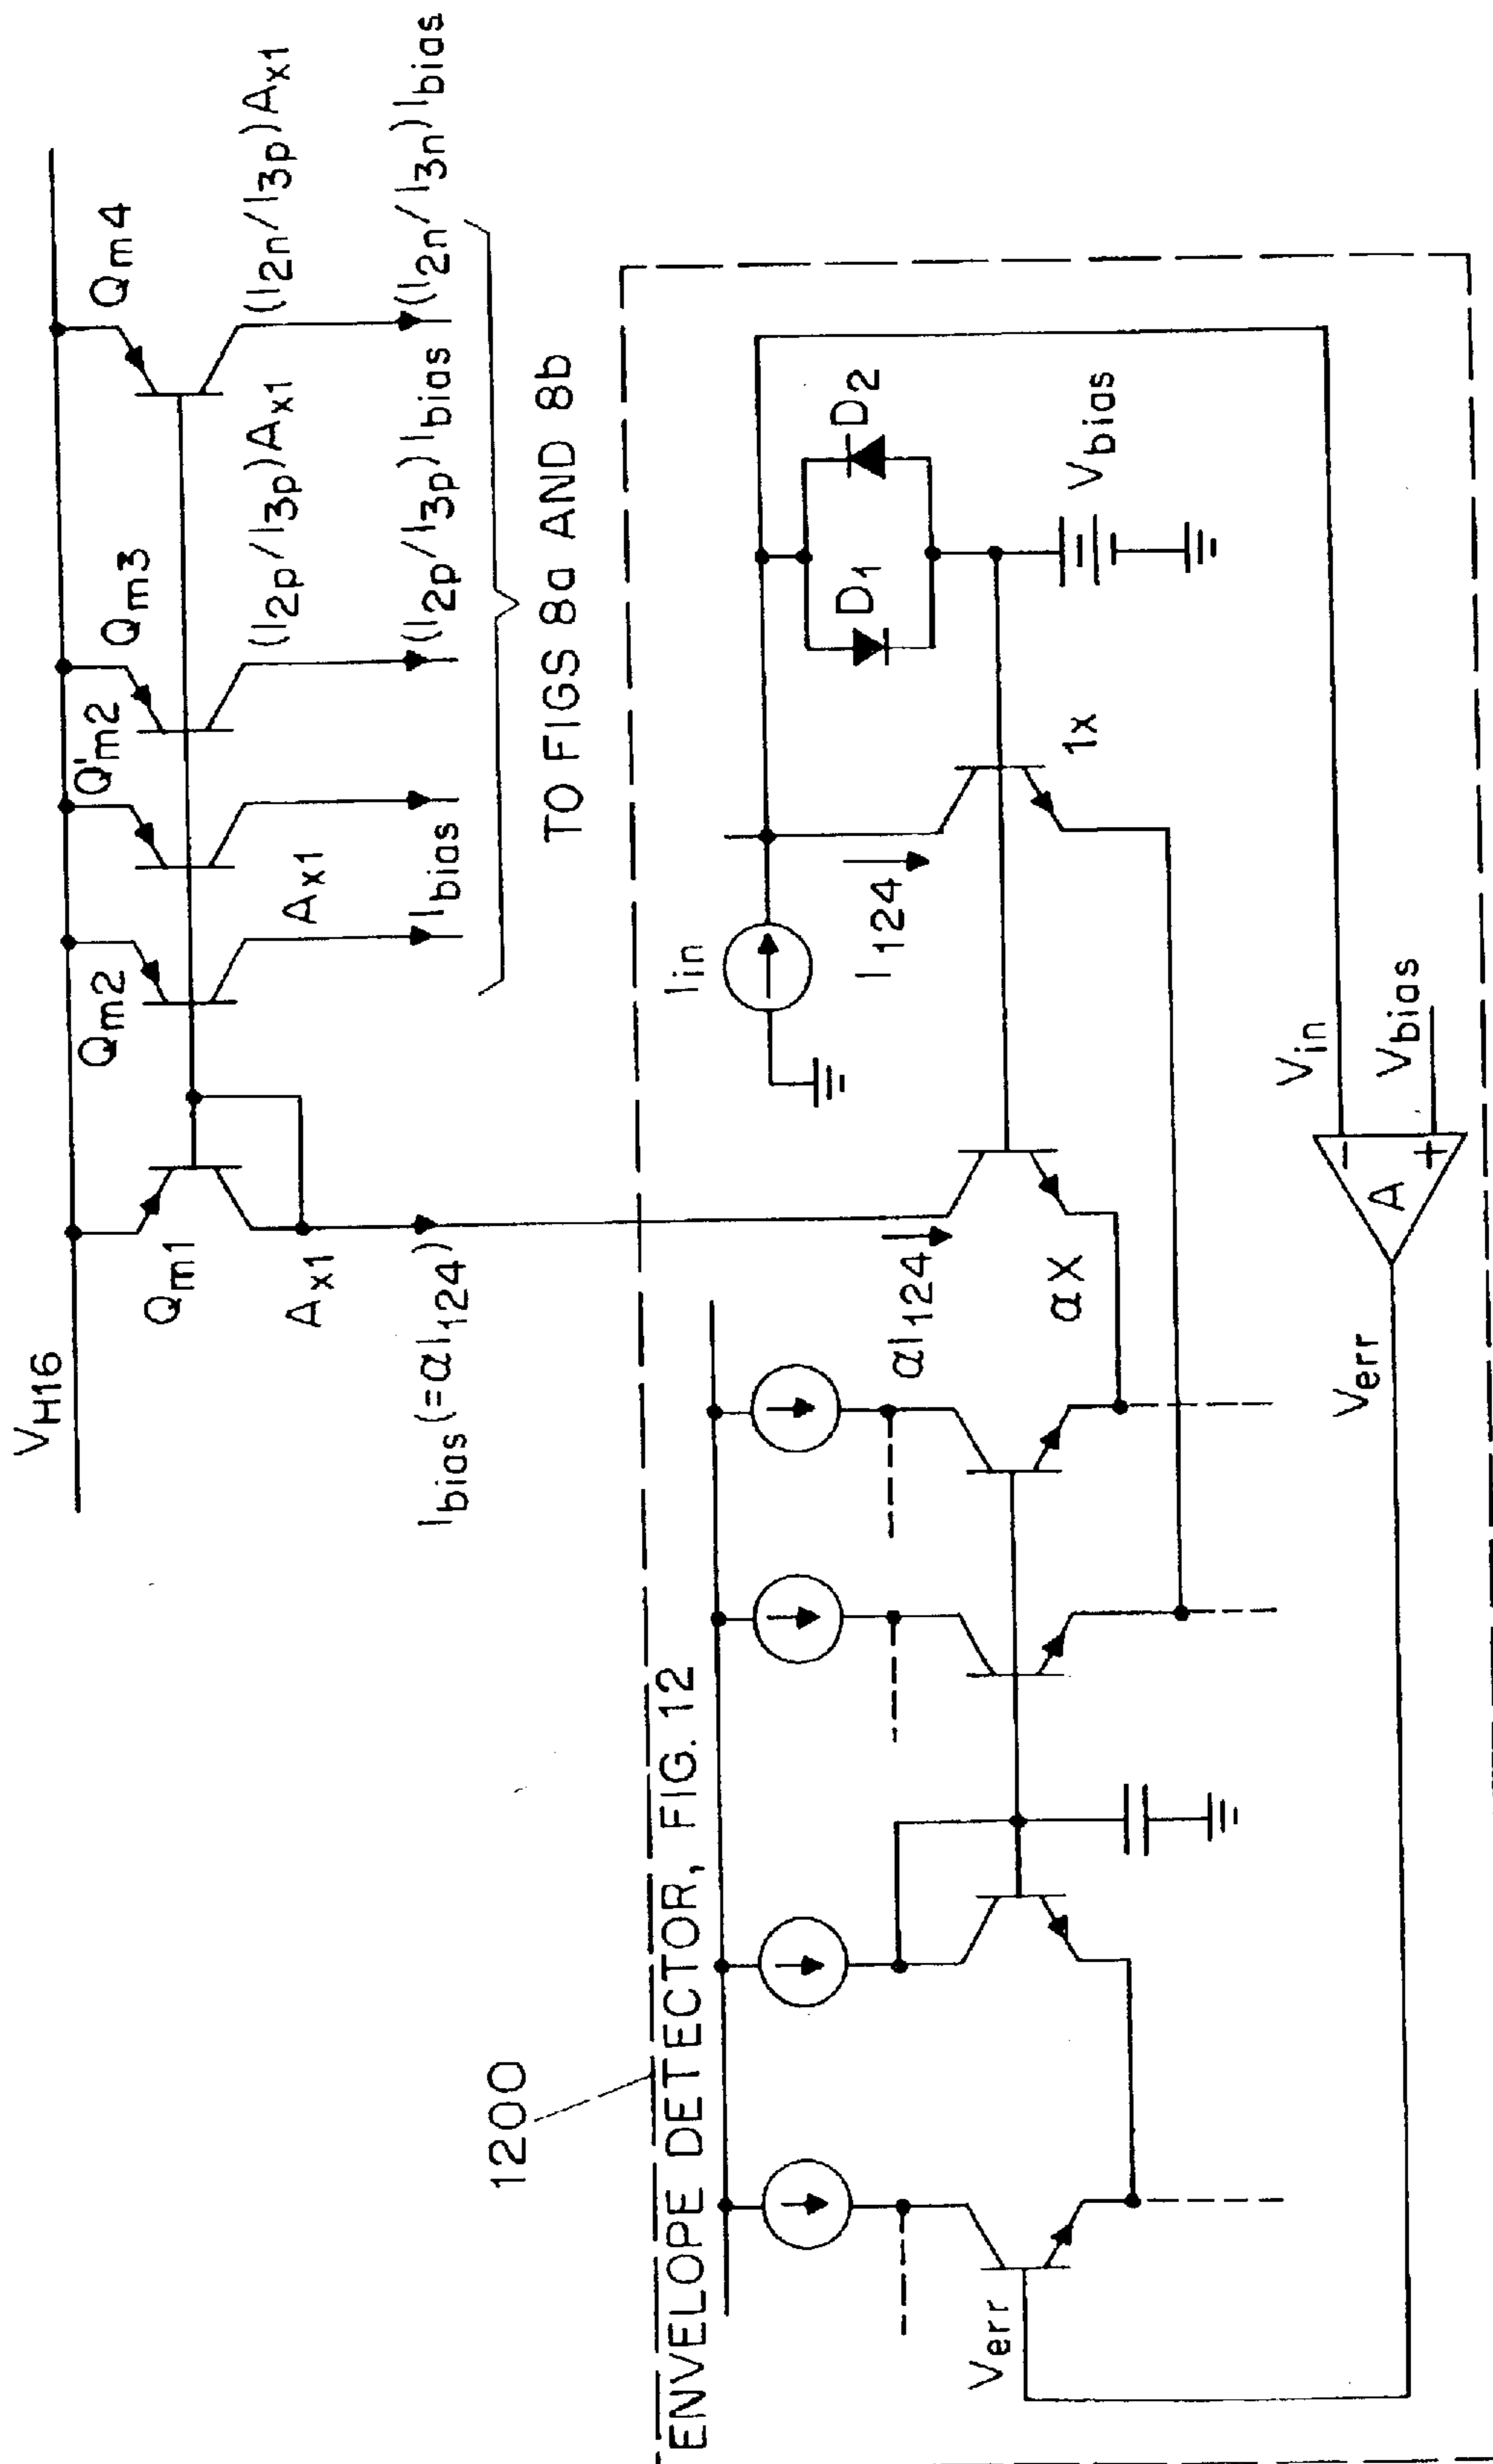 V_H16
Q_m1
Q_m2
Q'_m2
Q_m3
Q_m4
A_x1
A_x1
(I_2p/I_3p)A_x1
(I_2n/I_3p)A_x1
I_bias(=αI_124)
I_bias
(I_2p/I_3p)I_bias
(I_2n/I_3n)I_bias
TO FIGS 8a AND 8b
1200
ENVELOPE DETECTOR, FIG. 12
I_in
D_1
D_2
αI_124
I_124
αX
1x
V_bias
V_err
V_err
A
-
+
V_in
V_bias